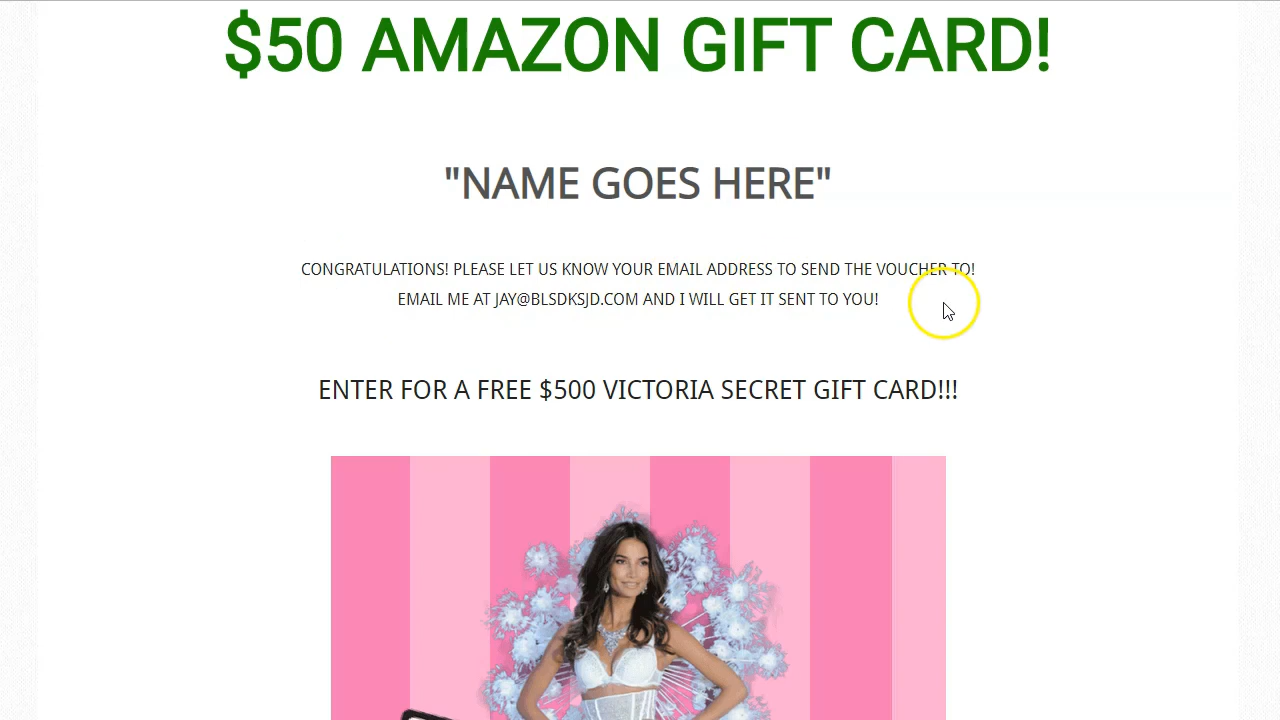 $50 AMAZON GIFT CARD!
"NAME GOES HERE"
CONGRATULATIONS! PLEASE LET US KNOW YOUR EMAIL ADDRESS TO SEND THE VOUCHER TO!
EMAIL ME AT JAY@BLSDKSJD.COM AND I WILL GET IT SENT TO YOU!
ENTER FOR A FREE $500 VICTORIA SECRET GIFT CARD!!!